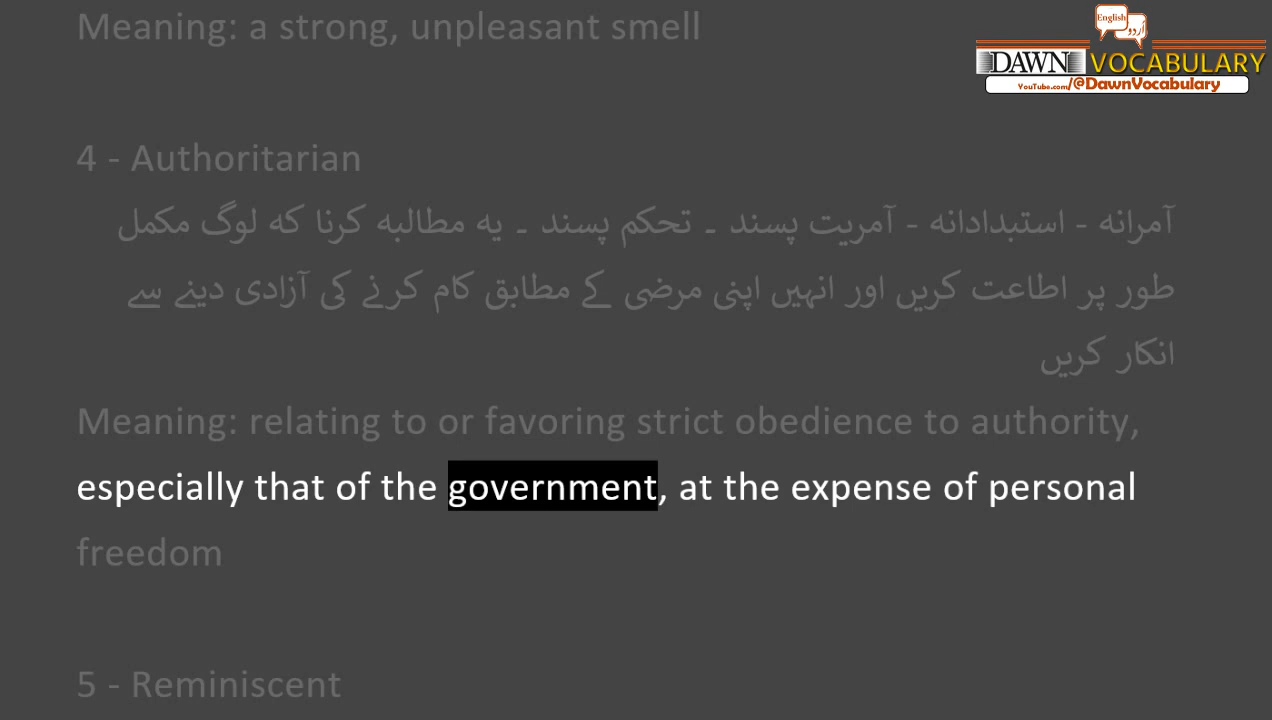 Meaning: a strong, unpleasant smell
English
اُردُو
DAWN VOCABULARY
YouTube.com/@DawnVocabulary
4 - Authoritarian
آمرانہ - استبدادانہ - آمریت پسند ۔ تحکم پسند ۔ یہ مطالبہ کرنا کہ لوگ مکمل
طور پر اطاعت کریں اور انہیں اپنی مرضی کے مطابق کام کرنے کی آزادی دینے سے
انکار کریں
Meaning: relating to or favoring strict obedience to authority,
especially that of the government, at the expense of personal
freedom
5 - Reminiscent